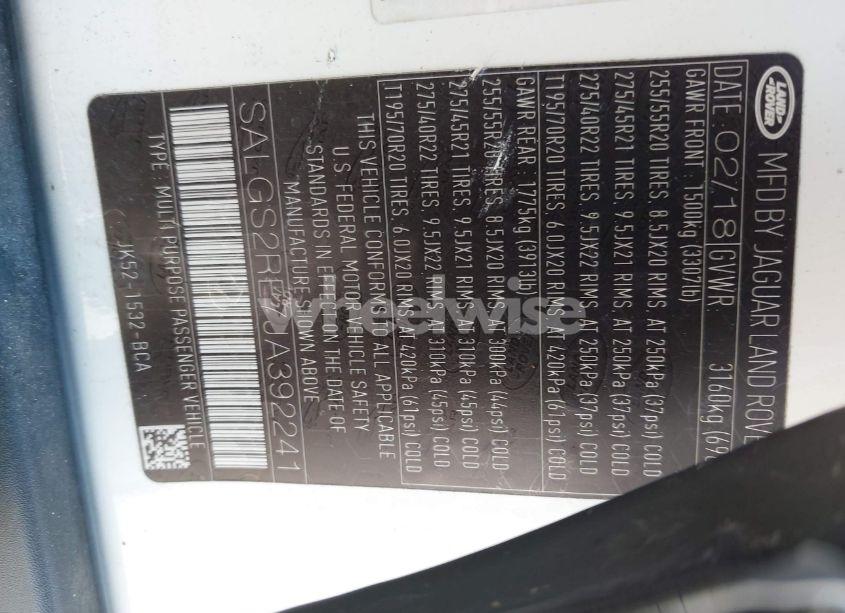 LAND
ROVER
MFD BY JAGUAR LAND ROVE
DATE: 02/18 GVWR 3160kg (69
GAWR FRONT : 1500kg (3307lb)
255/55R20 TIRES. 8.5JX20 RIMS. AT 250kPa (37psi) COLD
275/45R21 TIRES. 9.5JX21 RIMS. AT 250kPa (37psi) COLD
275/40R22 TIRES. 9.5JX22 RIMS. AT 250kPa (37psi) COLD
T195/70R20 TIRES. 6.0JX20 RIMS. AT 420kPa (61psi) COLD
GAWR REAR : 1775kg (3913lb)
255/55R20 TIRES. 8.5JX20 RIMS. AT 300kPa (44psi) COLD
275/45R21 TIRES. 9.5JX21 RIMS. AT 310kPa (45psi) COLD
275/40R22 TIRES. 9.5JX22 RIMS. AT 310kPa (45psi) COLD
T195/70R20 TIRES. 6.0JX20 RIMS. AT 420kPa (61psi) COLD
THIS VEHICLE CONFORMS TO ALL APPLICABLE
U.S. FEDERAL MOTOR VEHICLE SAFETY
STANDARDS IN EFFECT ON THE DATE OF
MANUFACTURE SHOWN ABOVE
TYPE : MULTI PURPOSE PASSENGER VEHICLE
JK52-1532-BCA
wheelwise